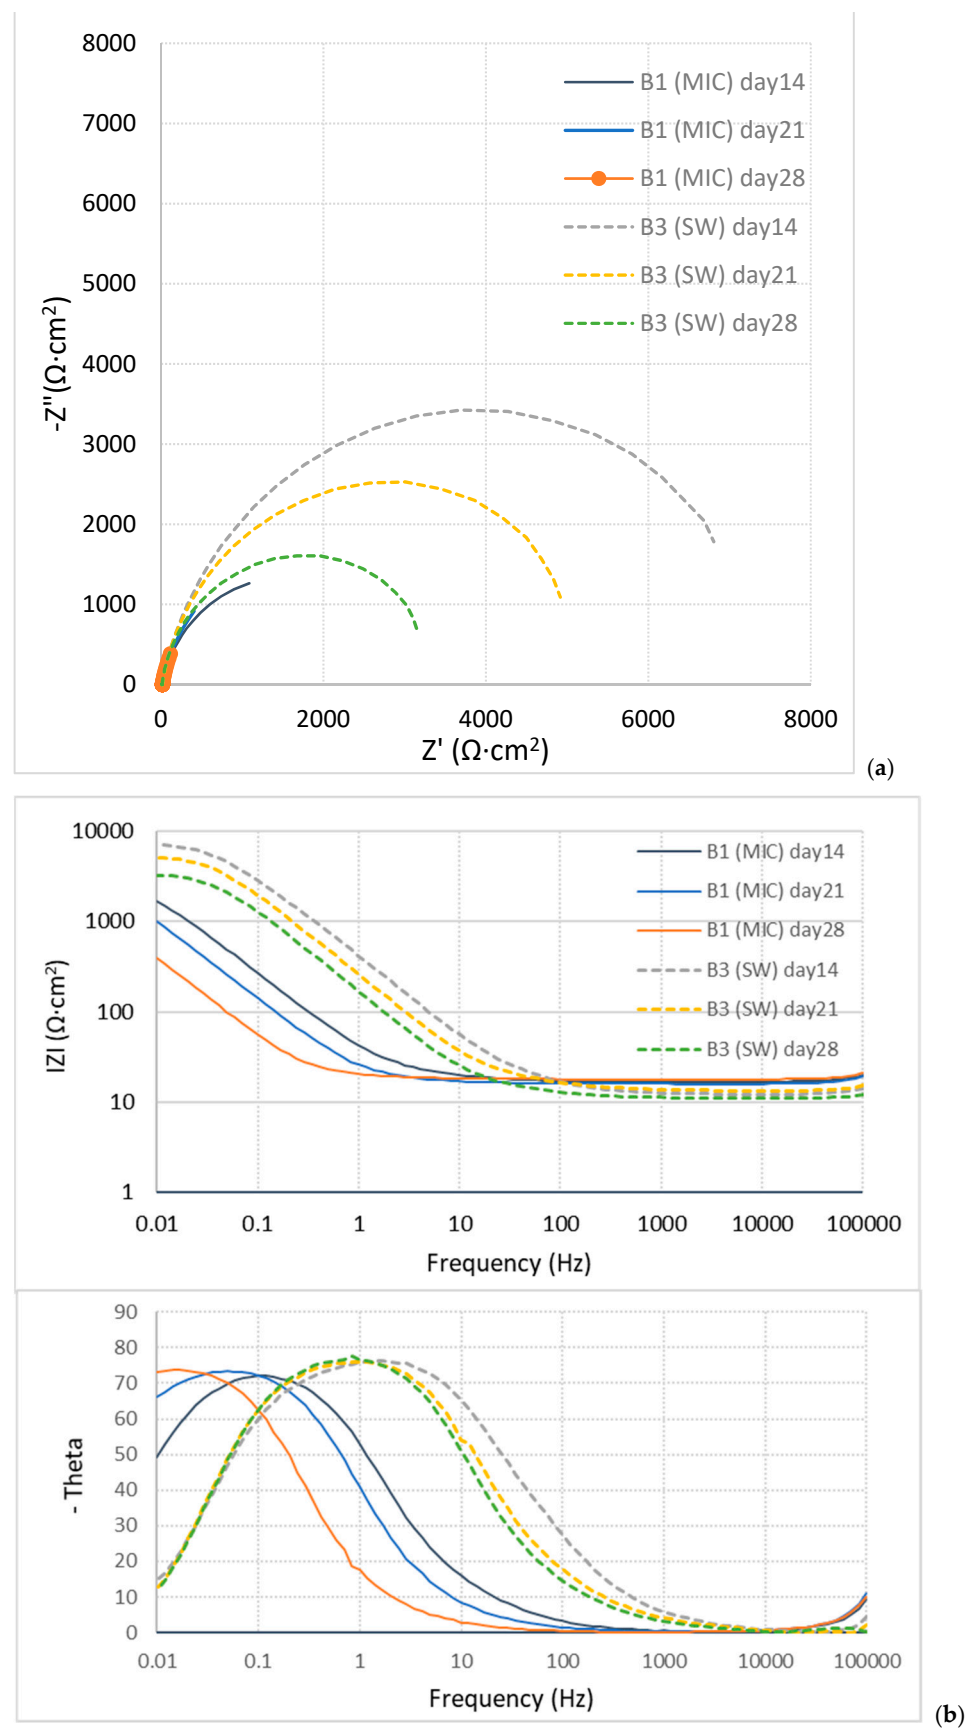 8000
7000
6000
5000
4000
3000
2000
1000
0
-Z"(Ω·cm²)
B1 (MIC) day14
B1 (MIC) day21
B1 (MIC) day28
B3 (SW) day14
B3 (SW) day21
B3 (SW) day28
0 2000 4000 6000 8000
Z' (Ω·cm²)
(a)
10000
1000
100
10
1
IZI (Ω·cm²)
B1 (MIC) day14
B1 (MIC) day21
B1 (MIC) day28
B3 (SW) day14
B3 (SW) day21
B3 (SW) day28
0.01 0.1 1 10 100 1000 10000 100000
Frequency (Hz)
90
80
70
60
50
40
30
20
10
0
- Theta
0.01 0.1 1 10 100 1000 10000 100000
Frequency (Hz)
(b)